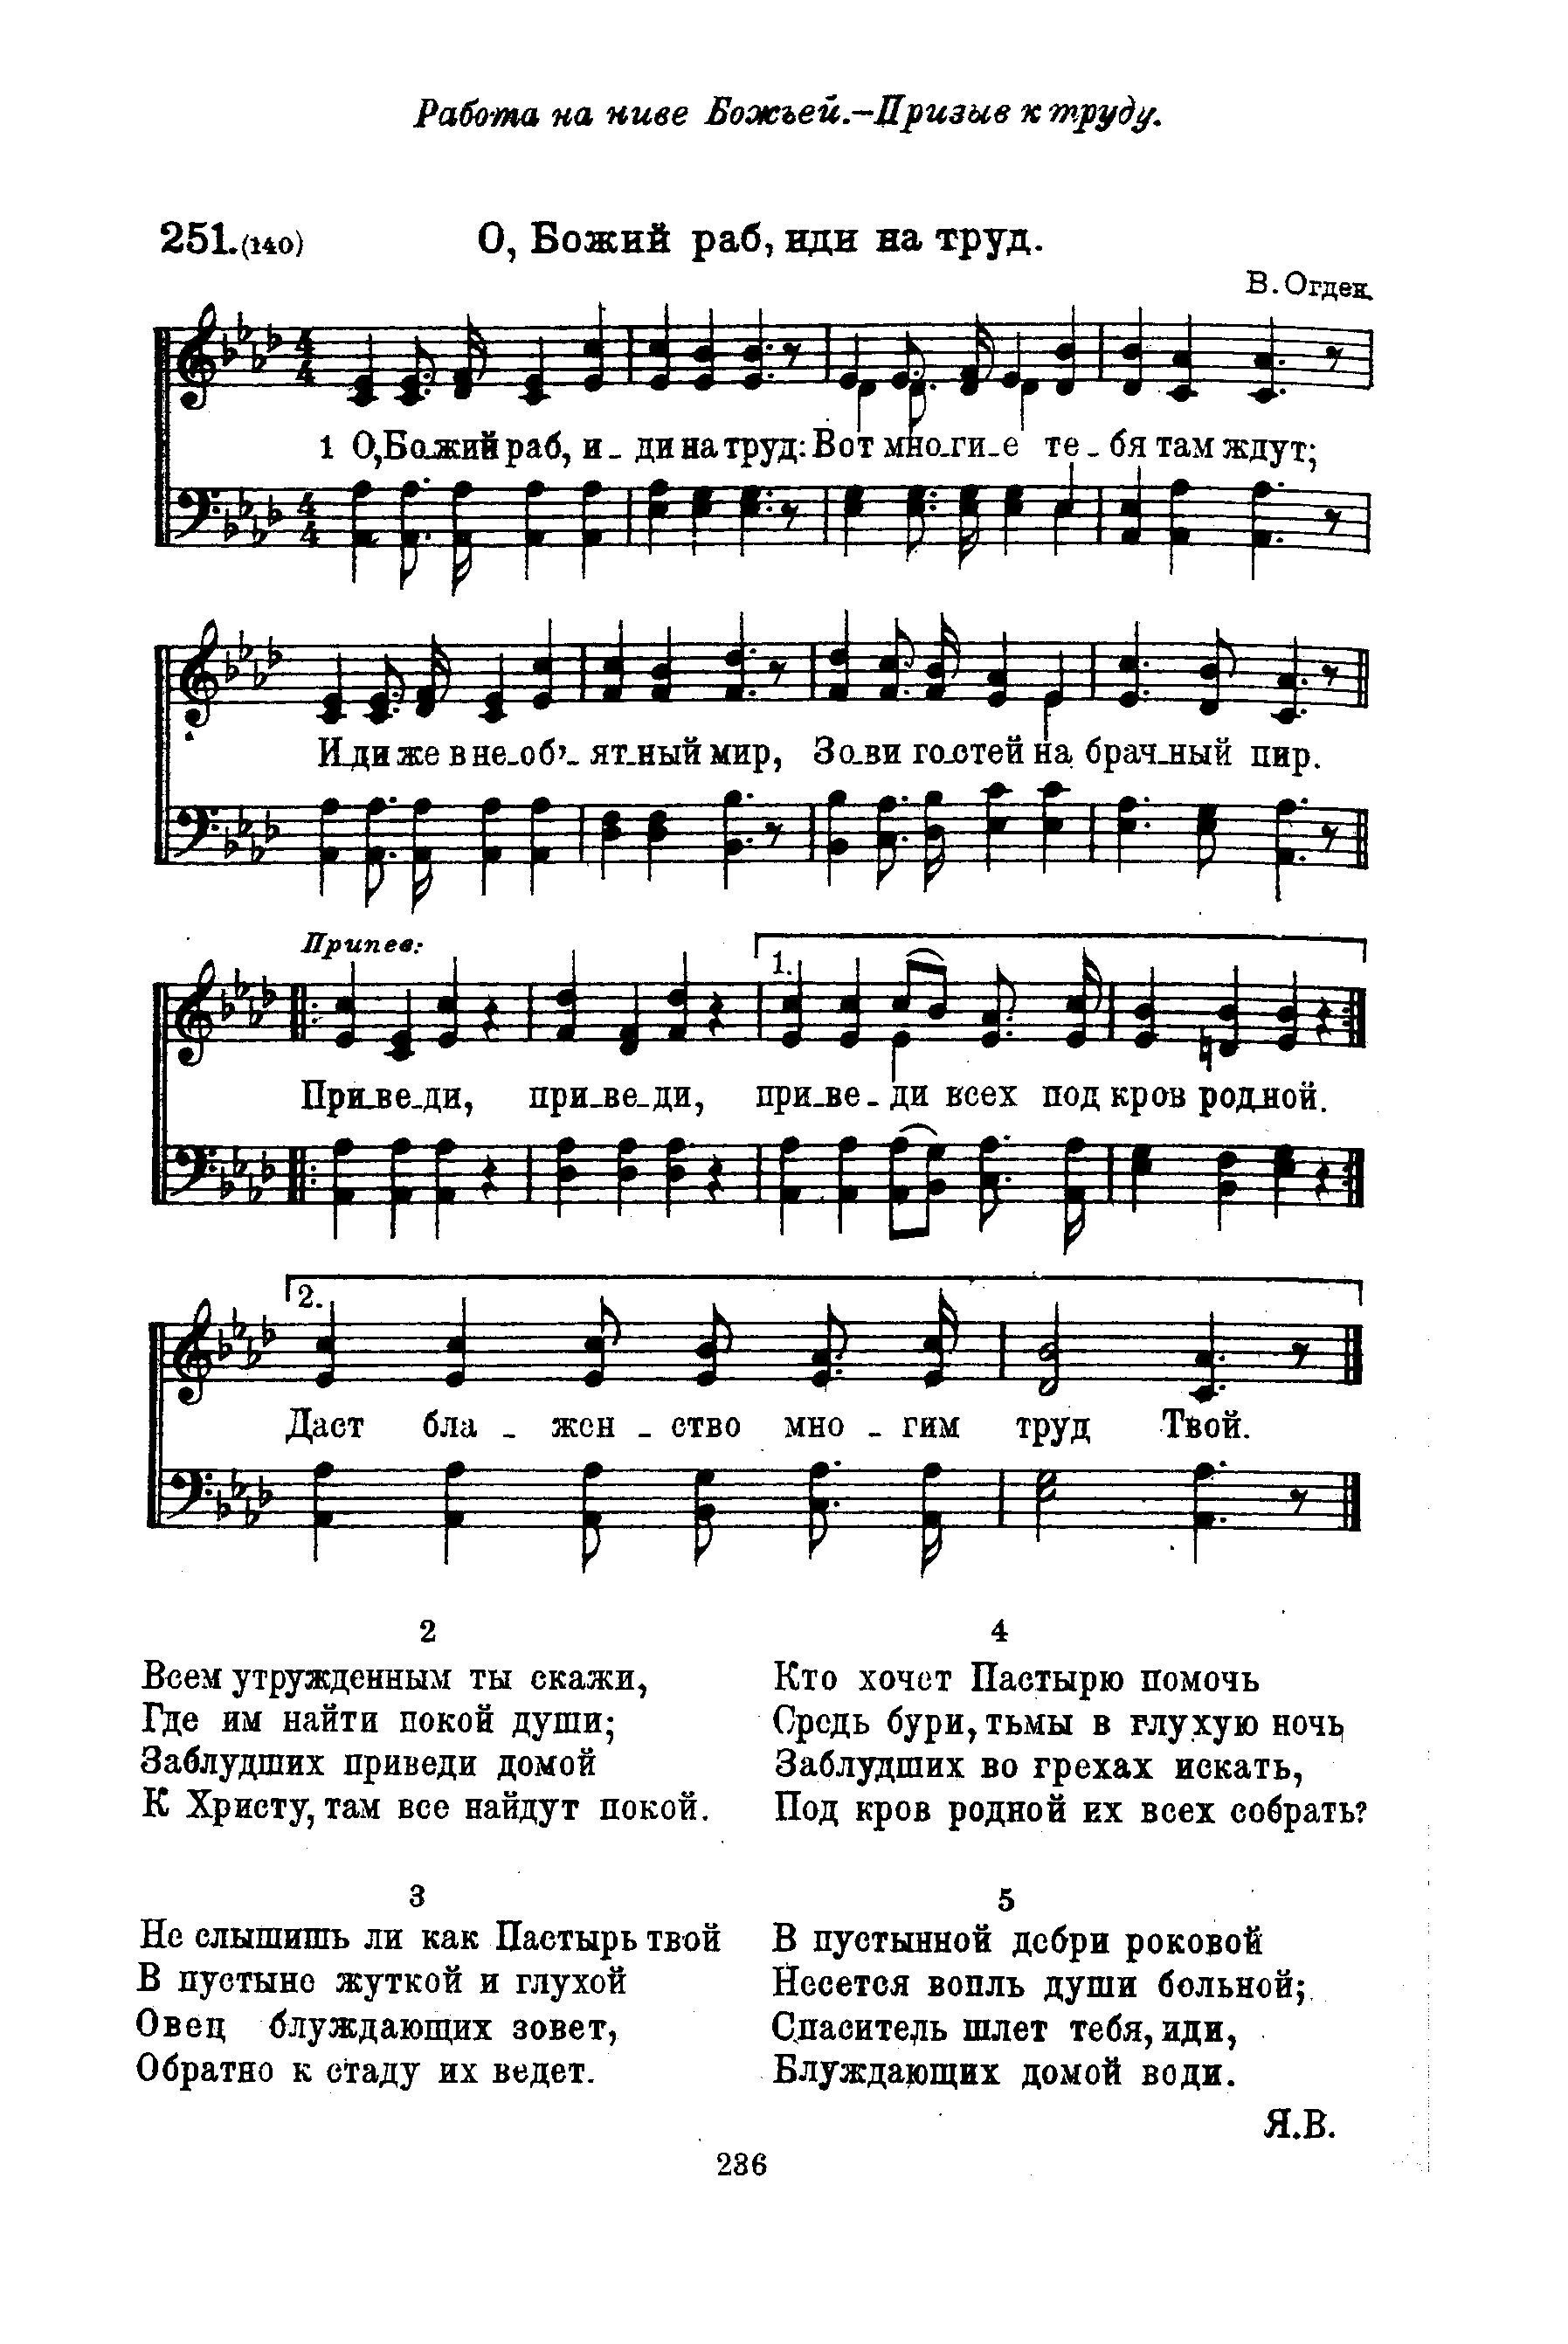 Работа на ниве Божьей.–Призыв к труду.
251.(140) О, Божий раб, иди на труд.
В. Огден.
1 О, Бо-жий раб, и-ди на труд: Вот мно-ги-е те-бя там ждут;
И-ди же в не-об'-ят-ный мир, Зо-ви го-стей на брач-ный пир.
Припев:
1.
При-ве-ди, при-ве-ди, при-ве-ди всех под кров род-ной.
2.
Даст бла-жен-ство мно-гим труд Твой.
2
Всем утружденным ты скажи,
Где им найти покой души;
Заблудших приведи домой
К Христу, там все найдут покой.
3
Не слышишь ли как Пастырь твой
В пустыне жуткой и глухой
Овец блуждающих зовет,
Обратно к стаду их ведет.
4
Кто хочет Пастырю помочь
Средь бури, тьмы в глухую ночь
Заблудших во грехах искать,
Под кров родной их всех собрать?
5
В пустынной дебри роковой
Несется вопль души больной;
Спаситель шлет тебя, иди,
Блуждающих домой води.
Я.В.
236